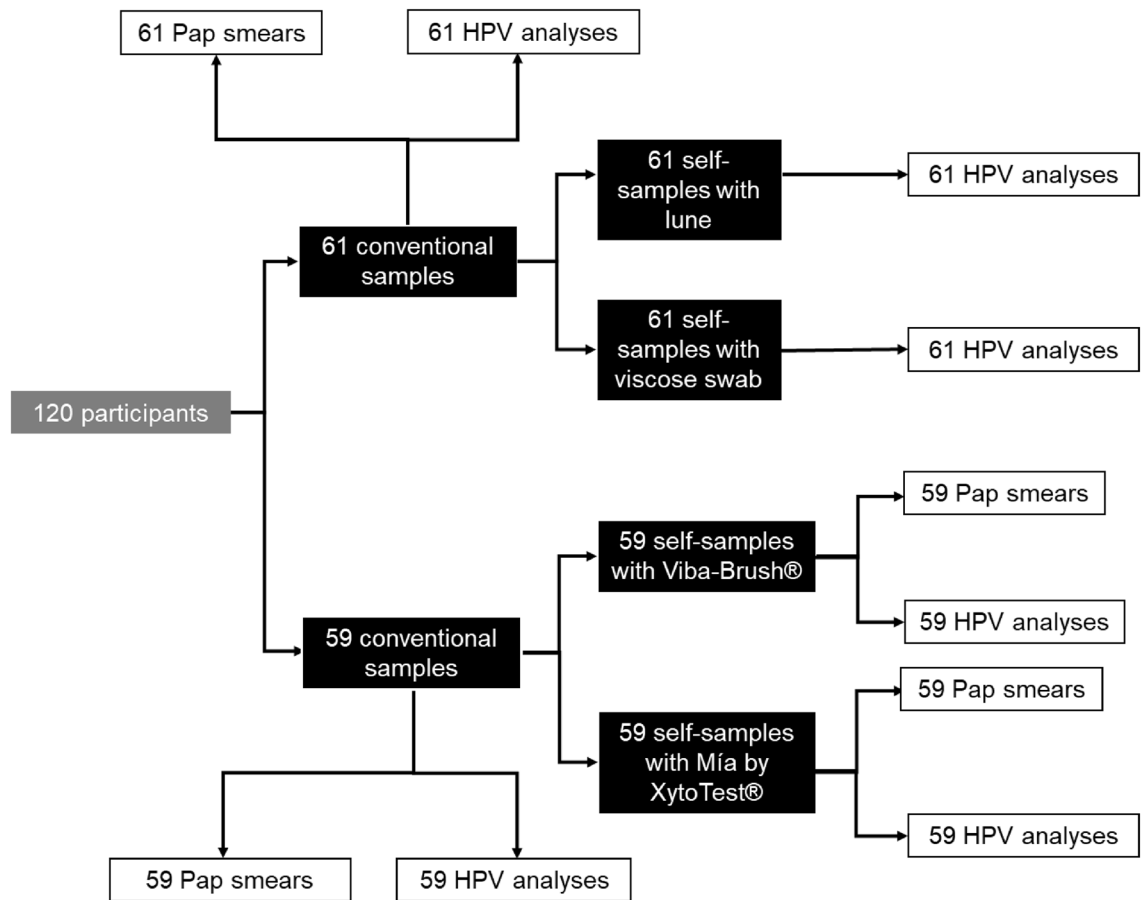 61 Pap smears
61 HPV analyses
61 self-
samples with
lune
61 HPV analyses
61 conventional
samples
61 self-
samples with
viscose swab
61 HPV analyses
120 participants
59 Pap smears
59 self-samples
with Viba-Brush®
59 HPV analyses
59 conventional
samples
59 Pap smears
59 self-samples
with Mía by
XytoTest®
59 HPV analyses
59 Pap smears
59 HPV analyses